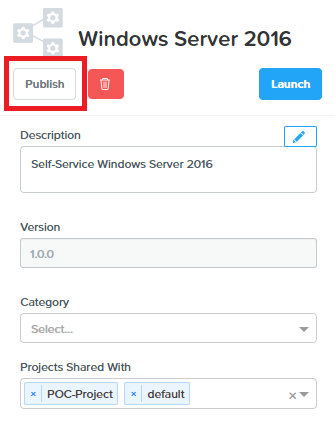 Windows Server 2016
Publish
Launch
Description
Self-Service Windows Server 2016
Version
1.0.0
Category
Select...
Projects Shared With
× POC-Project × default ×